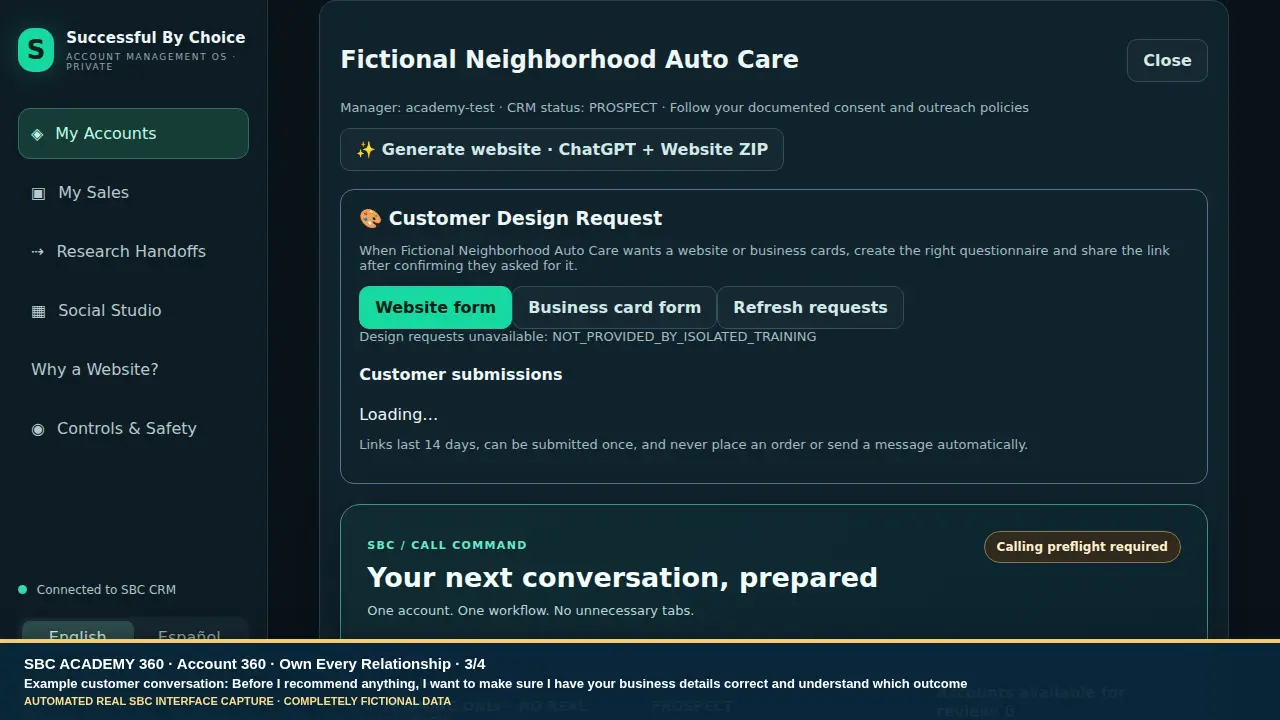 S
Successful By Choice
ACCOUNT MANAGEMENT OS ·
PRIVATE
◈ My Accounts
▣ My Sales
⇢ Research Handoffs
▦ Social Studio
Why a Website?
◉ Controls & Safety
Connected to SBC CRM
English Español
Fictional Neighborhood Auto Care
Close
Manager: academy-test · CRM status: PROSPECT · Follow your documented consent and outreach policies
✨ Generate website · ChatGPT + Website ZIP
🎨 Customer Design Request
When Fictional Neighborhood Auto Care wants a website or business cards, create the right questionnaire and share the link
after confirming they asked for it.
Website form Business card form Refresh requests
Design requests unavailable: NOT_PROVIDED_BY_ISOLATED_TRAINING
Customer submissions
Loading…
Links last 14 days, can be submitted once, and never place an order or send a message automatically.
SBC / CALL COMMAND
Calling preflight required
Your next conversation, prepared
One account. One workflow. No unnecessary tabs.
SBC ACADEMY 360 · Account 360 · Own Every Relationship · 3/4
Example customer conversation: Before I recommend anything, I want to make sure I have your business details correct and understand which outcome
AUTOMATED REAL SBC INTERFACE CAPTURE · COMPLETELY FICTIONAL DATA
PROSPECT
Accounts available for